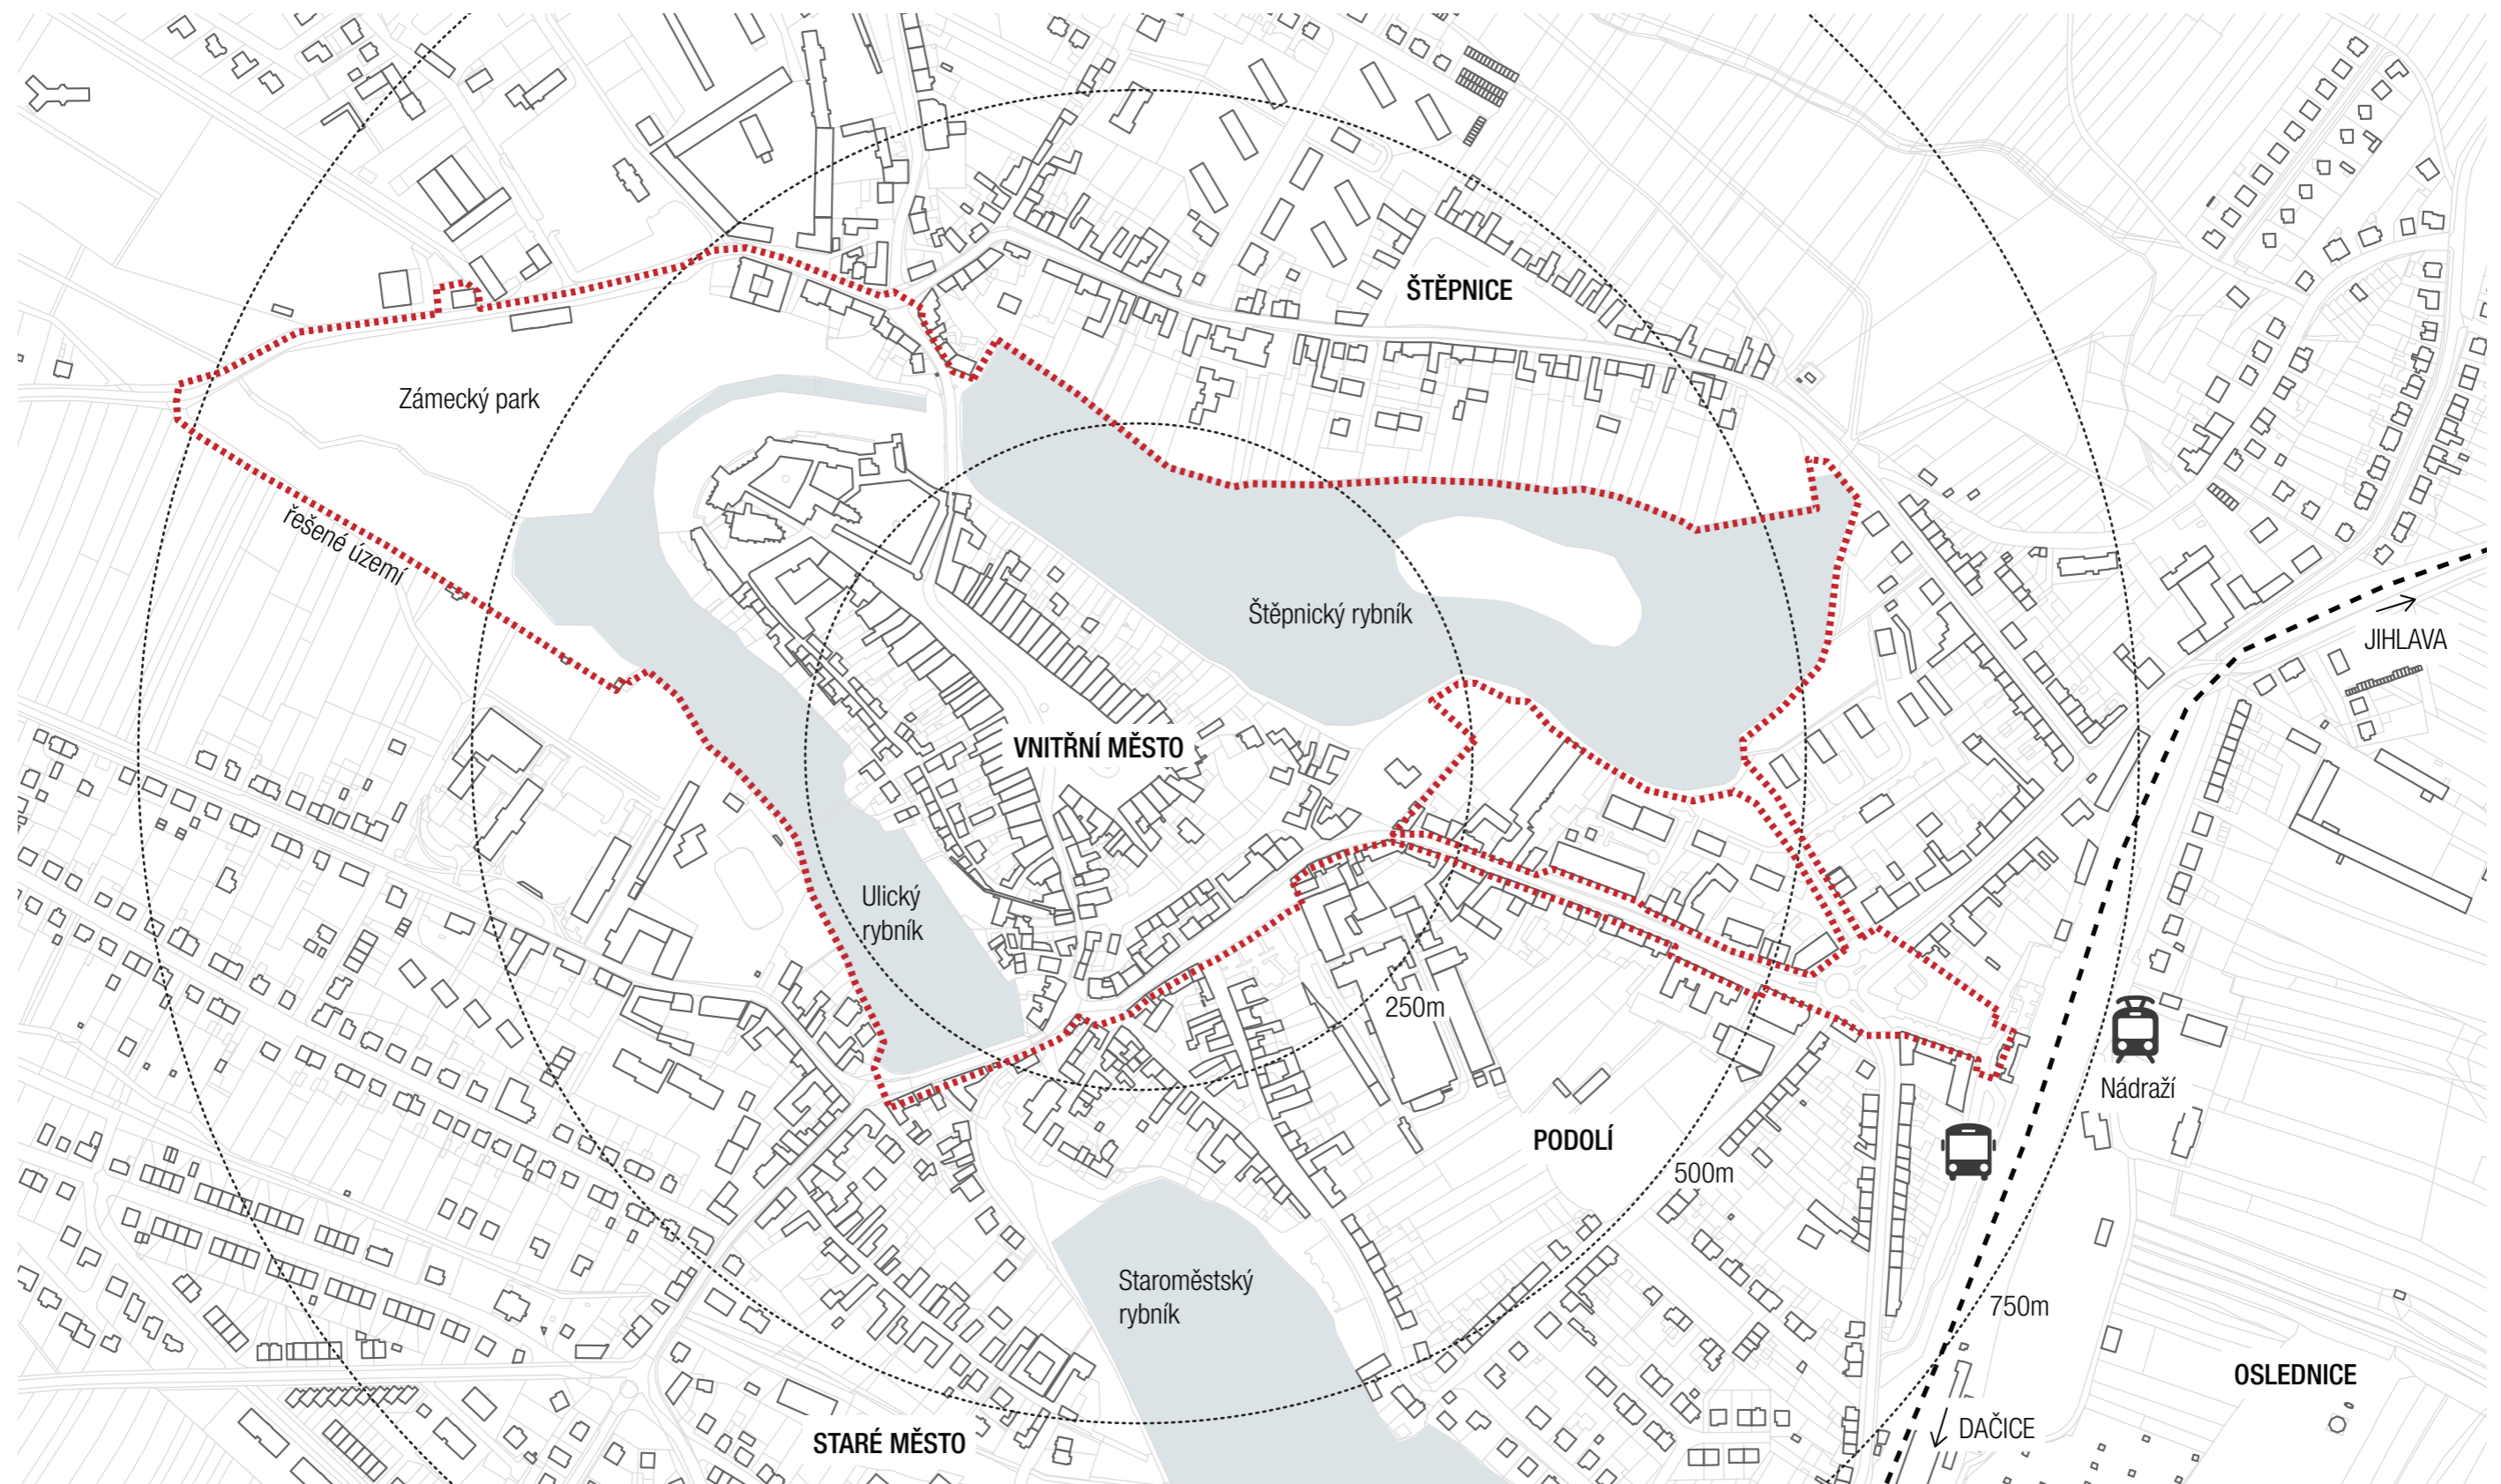 ŠTĚPNICE
Zámecký park
řešené území
Štěpnický rybník
JIHLAVA
VNITŘNÍ MĚSTO
Ulický
rybník
250m
Nádraží
PODOLÍ
500m
Staroměstský
rybník
750m
OSLEDNICE
STARÉ MĚSTO
DAČICE